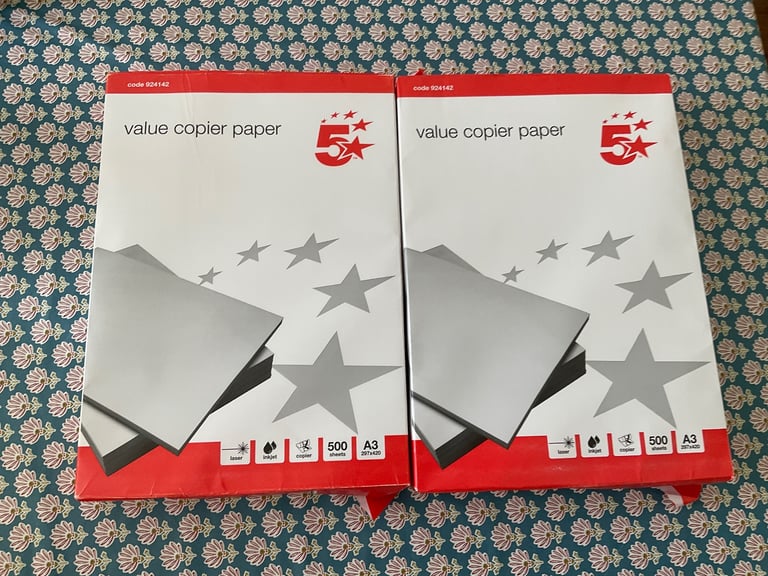 code 924142
value copier paper
5
laser
inkjet
copier
500
sheets
A3
297x420
code 924142
value copier paper
5
laser
inkjet
copier
500
sheets
A3
297x420